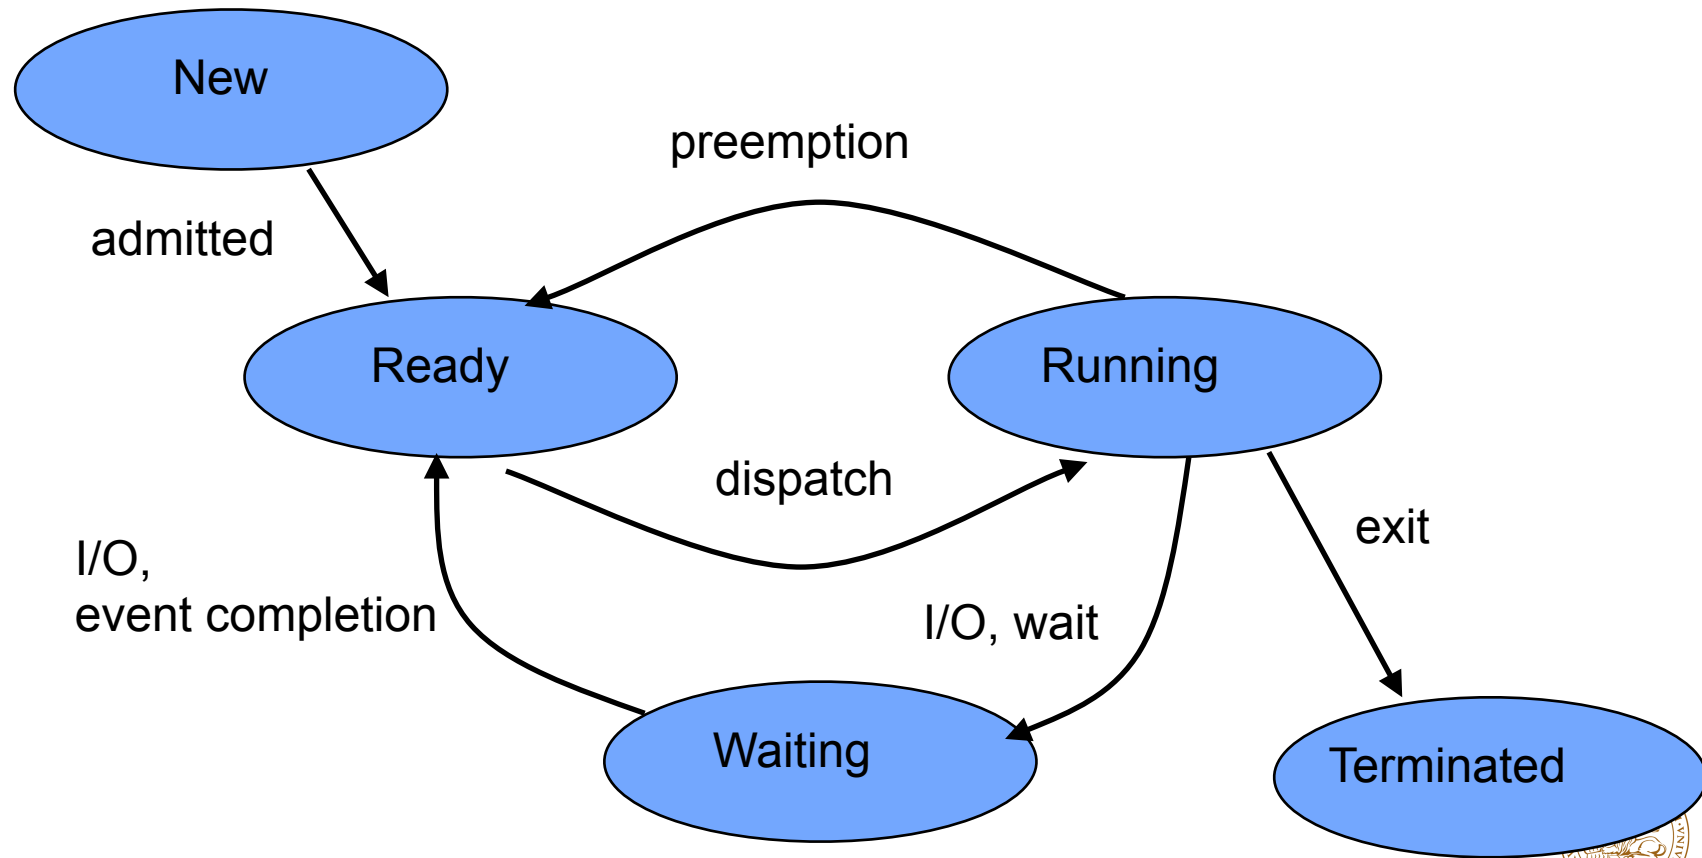 New
preemption
admitted
Ready
Running
dispatch
exit
I/O,
event completion
I/O, wait
Waiting
Terminated